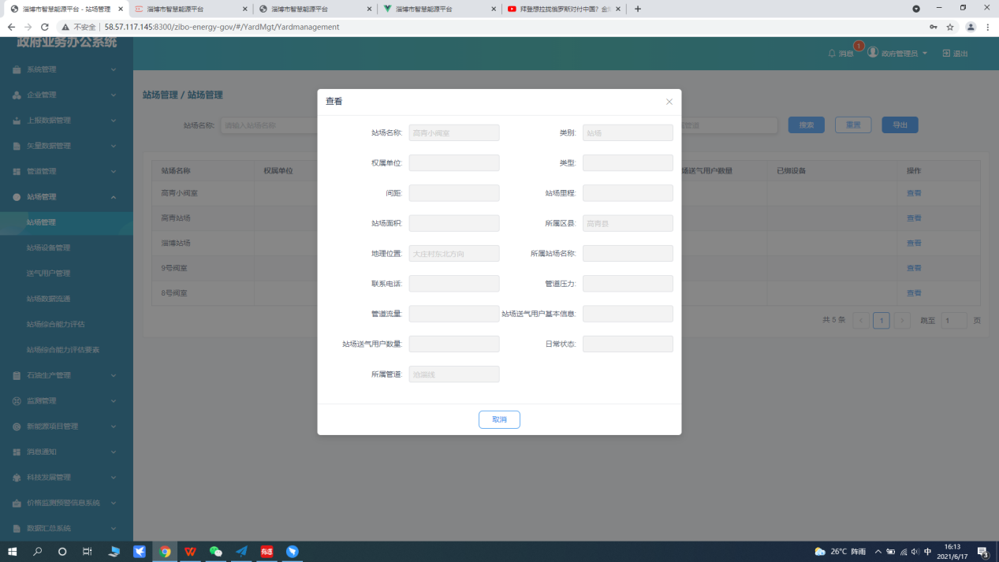 淄博市智慧能源平台 - 站场管理
淄博市智慧能源平台
淄博市智慧能源平台
淄博市智慧能源平台
拜登想拉拢俄罗斯对付中国？
不安全 58.57.117.145:8300/zibo-energy-gov/#/YardMgt/Yardmanagement
政府业务办公系统
消息 1 政府管理员 退出
系统管理
企业管理
上报数据管理
矢量数据管理
管道管理
站场管理
站场管理
站场设备管理
送气用户管理
站场数据流通
站场综合能力评估
站场综合能力评估要素
石油生产管理
监测管理
新能源项目管理
消息通知
科技发展管理
价格监测预警信息系统
数据汇总系统
站场管理 / 站场管理
站场名称: 请输入站场名称 管道 搜索 重置 导出
站场名称 权属单位 场送气用户数量 已绑设备 操作
高青小阀室 查看
高青站场 查看
淄博站场 查看
9号阀室 查看
8号阀室 查看
共 5 条 1 跳至 1 页
查看
站场名称: 高青小阀室 类别: 站场
权属单位: 类型:
间距: 站场里程:
站场面积: 所属区县: 高青县
地理位置: 大庄村东北方向 所属站场名称:
联系电话: 管道压力:
管道流量: 站场送气用户基本信息:
站场送气用户数量: 日常状态:
所属管道:
取消
26°C 阵雨 中 16:13
2021/6/17 3